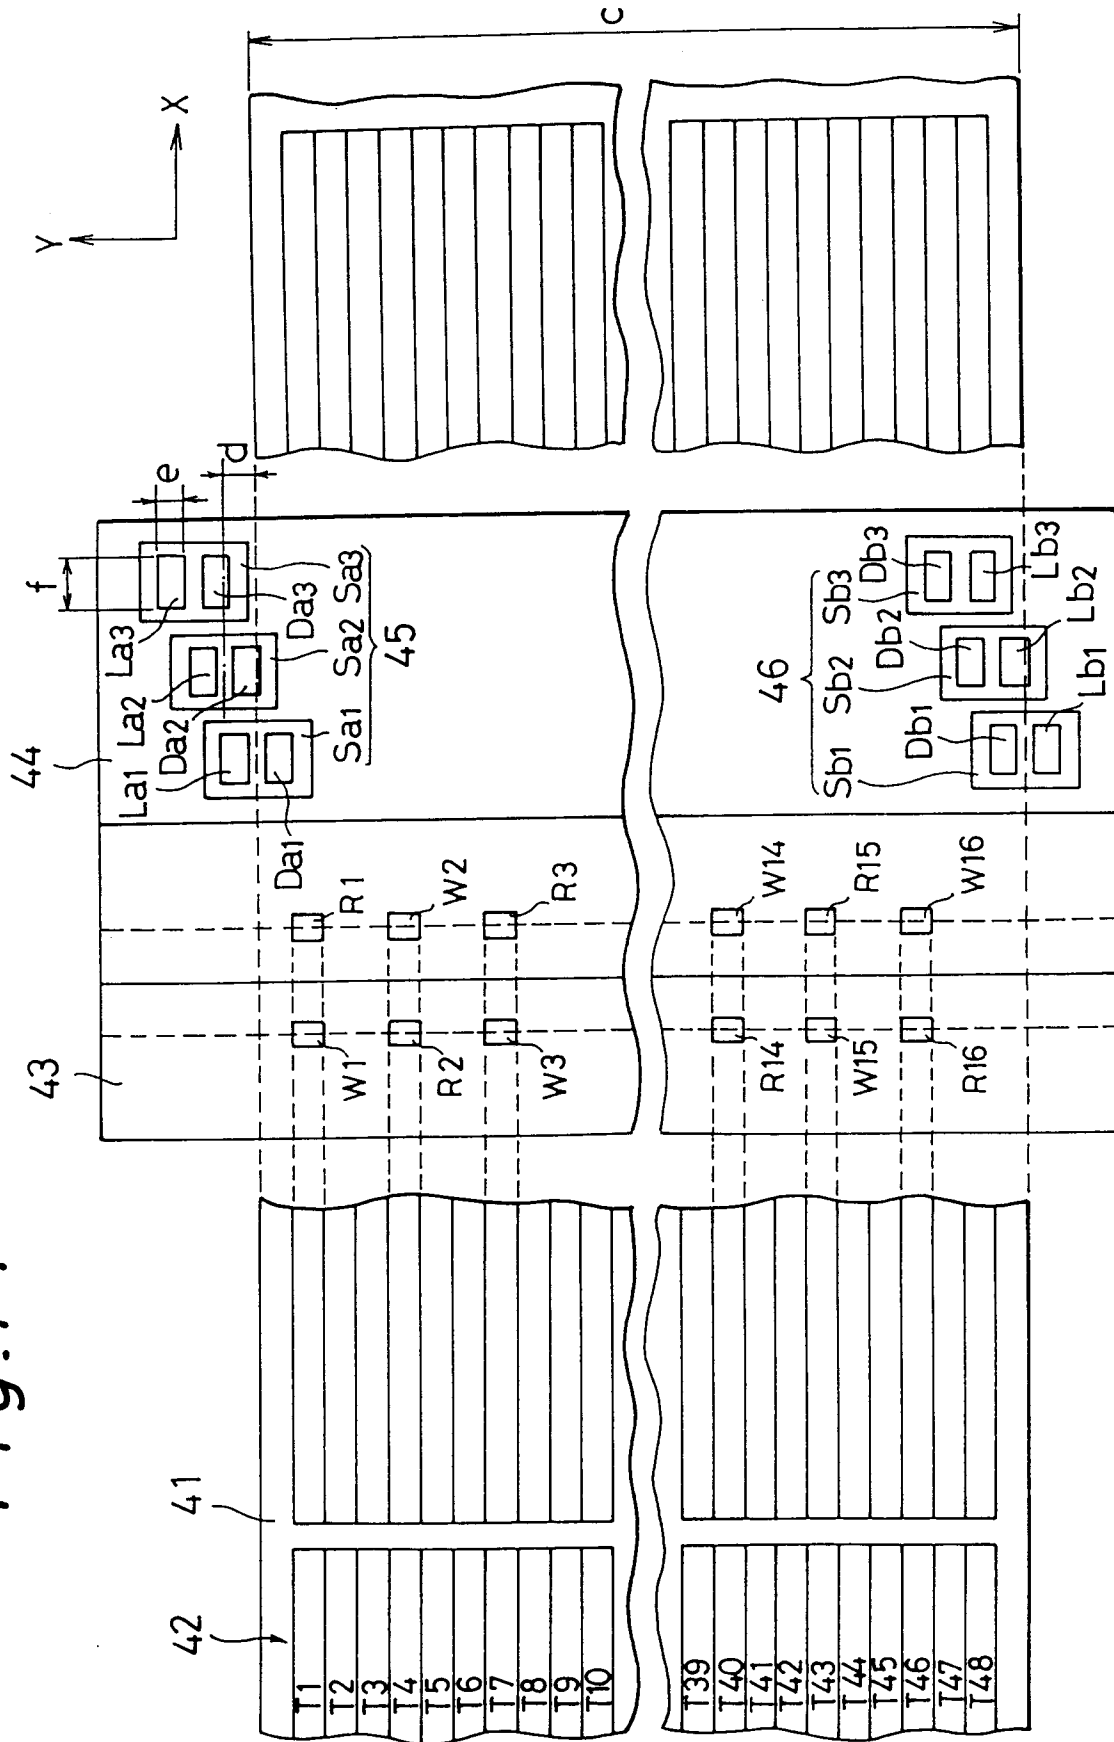 C
X
Y
d
e
f
La3
Da3
Sa3
La2
Da2
Sa2
45
44
La1
Sa1
Da1
46
Sb3
Db3
Lb3
Sb2
Db2
Lb2
Sb1
Db1
Lb1
43
R1
W2
R3
W14
R15
W16
W1
R2
W3
R14
W15
R16
41
42
T1
T2
T3
T4
T5
T6
T7
T8
T9
T10
T39
T40
T41
T42
T43
T44
T45
T46
T47
T48